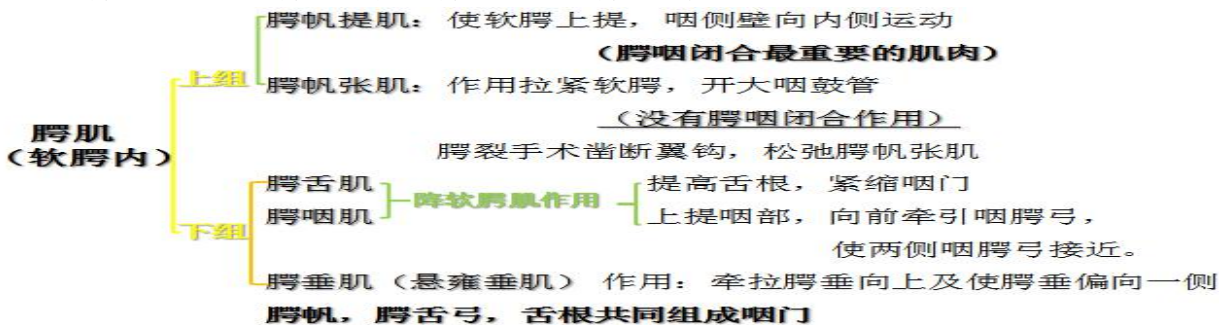 腭帆提肌：使软腭上提，咽侧壁向内侧运动
（腭咽闭合最重要的肌肉）
上组
腭帆张肌：作用拉紧软腭，开大咽鼓管
（没有腭咽闭合作用）
腭肌
（软腭内）
腭裂手术凿断翼钩，松弛腭帆张肌
腭舌肌
提高舌根，紧缩咽门
降软腭肌作用
腭咽肌
上提咽部，向前牵引咽腭弓，
下组
使两侧咽腭弓接近。
腭垂肌（悬雍垂肌）作用：牵拉腭垂向上及使腭垂偏向一侧
腭帆，腭舌弓，舌根共同组成咽门